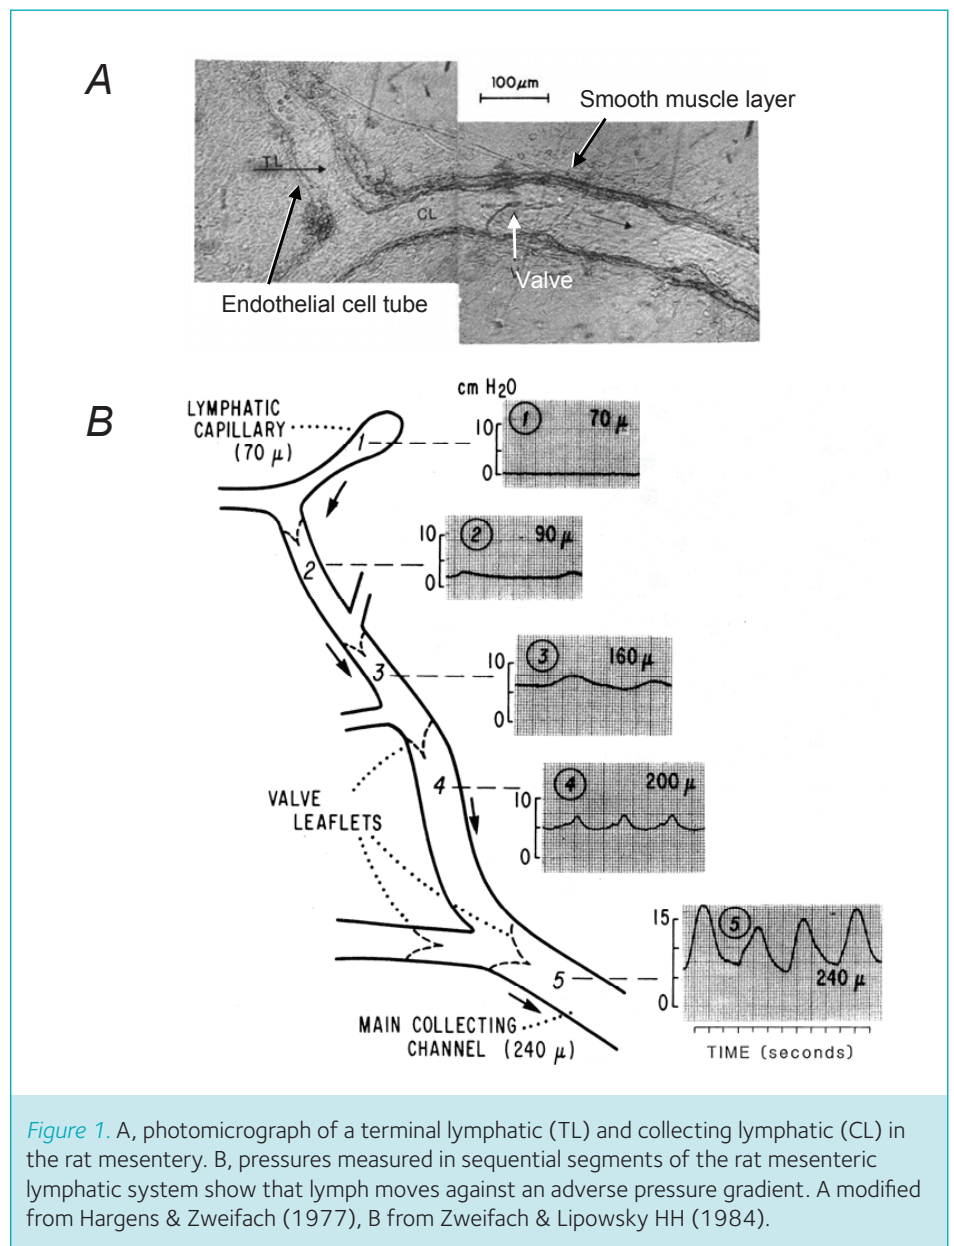 A
100μm
Smooth muscle layer
TL
CL
Valve
Endothelial cell tube
B
cm H2O
LYMPHATIC
CAPILLARY
(70 μ)
1
10
0
1
70 μ
2
10
0
2
90 μ
3
10
0
3
160 μ
4
10
0
4
200 μ
VALVE
LEAFLETS
5
15
0
5
240 μ
MAIN COLLECTING
CHANNEL (240 μ)
TIME (seconds)
Figure 1. A, photomicrograph of a terminal lymphatic (TL) and collecting lymphatic (CL) in
the rat mesentery. B, pressures measured in sequential segments of the rat mesenteric
lymphatic system show that lymph moves against an adverse pressure gradient. A modified
from Hargens & Zweifach (1977), B from Zweifach & Lipowsky HH (1984).